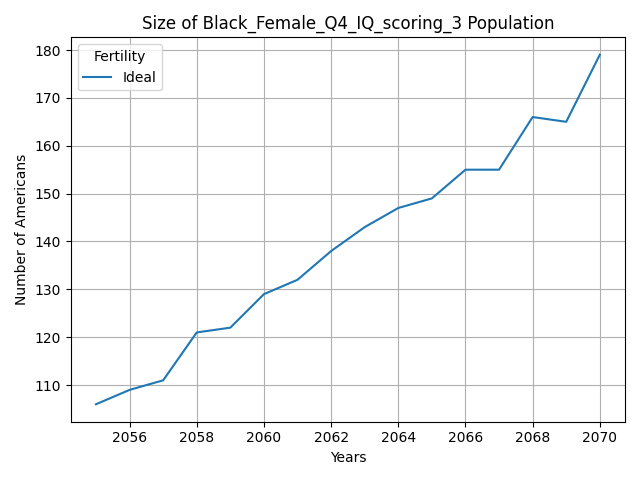 Size of Black_Female_Q4_IQ_scoring_3 Population
Fertility
Ideal
Number of Americans
180
170
160
150
140
130
120
110
2056 2058 2060 2062 2064 2066 2068 2070
Years